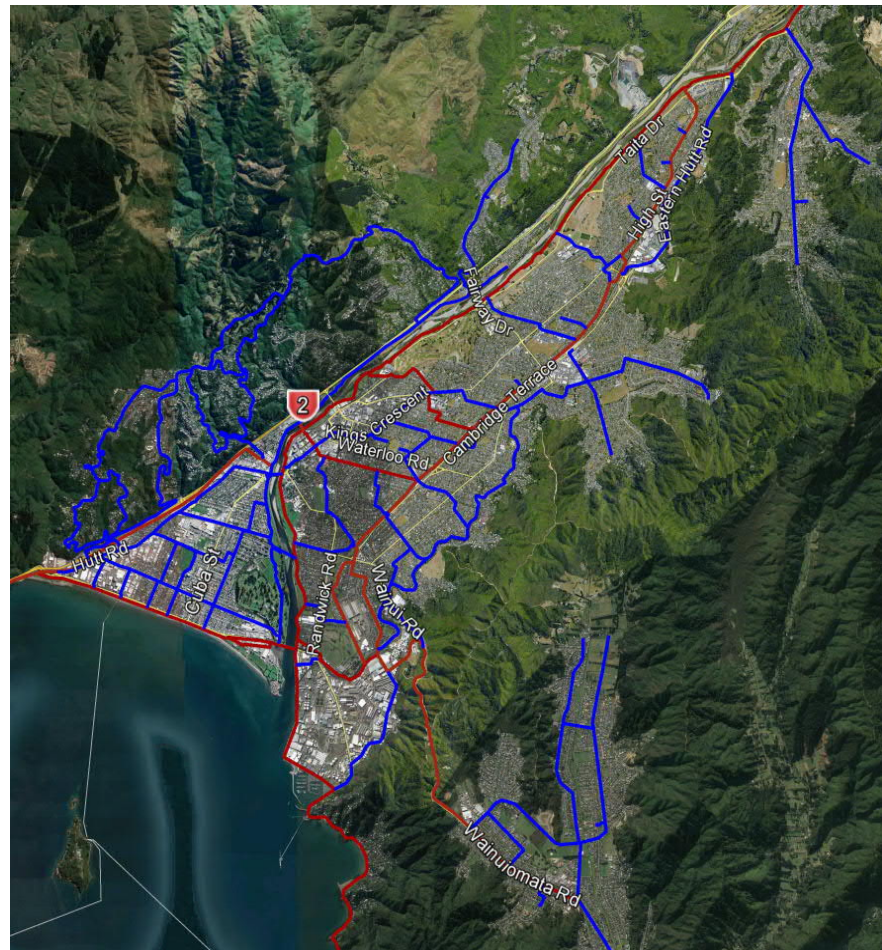 Taita Dr
High St
Eastern Hutt Rd
Fairway Dr
2
Kings Crescent
Cambridge Terrace
Waterloo Rd
Hutt Rd
Cuba St
Randwick Rd
Wainui Rd
Wainuiomata Rd